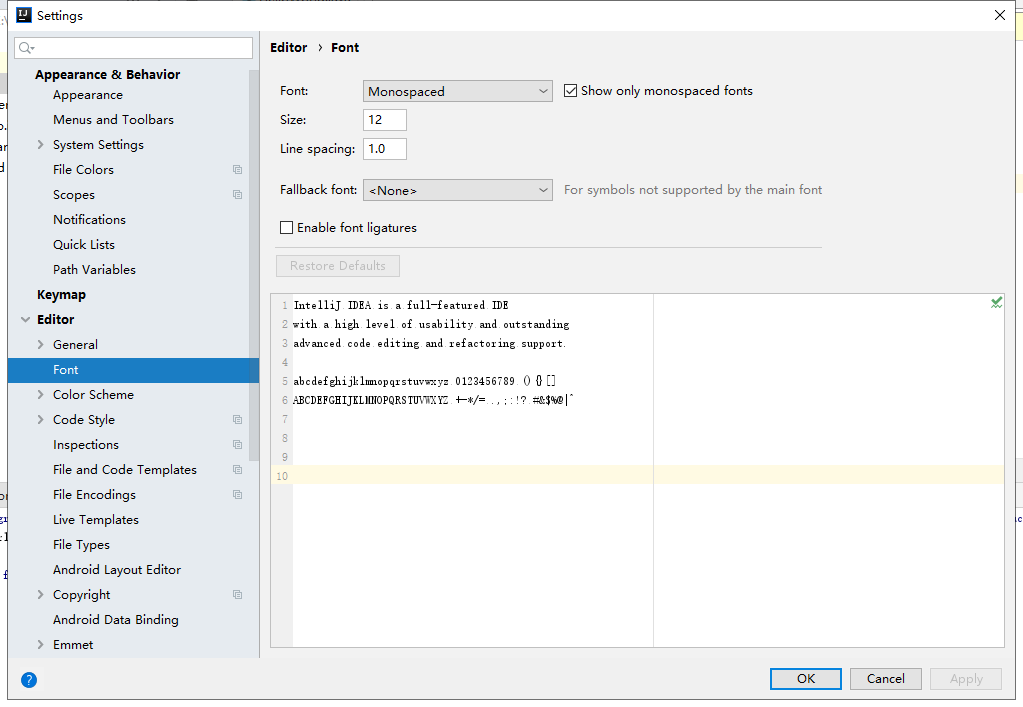 Settings
Appearance & Behavior
Appearance
Menus and Toolbars
System Settings
File Colors
Scopes
Notifications
Quick Lists
Path Variables
Keymap
Editor
General
Font
Color Scheme
Code Style
Inspections
File and Code Templates
File Encodings
Live Templates
File Types
Android Layout Editor
Copyright
Android Data Binding
Emmet
?
Editor › Font
Font: Monospaced Show only monospaced fonts
Size: 12
Line spacing: 1.0
Fallback font: <None> For symbols not supported by the main font
Enable font ligatures
Restore Defaults
1 IntelliJ IDEA is a full-featured IDE
2 with a high level of usability and outstanding
3 advanced code editing and refactoring support.
4
5 abcdefghijklmnopqrstuvwxyz 0123456789 () {} []
6 ABCDEFGHIJKLMNOPQRSTUVWXYZ +-*/= .,;:!? #&$%@|^
7
8
9
10
OK Cancel Apply